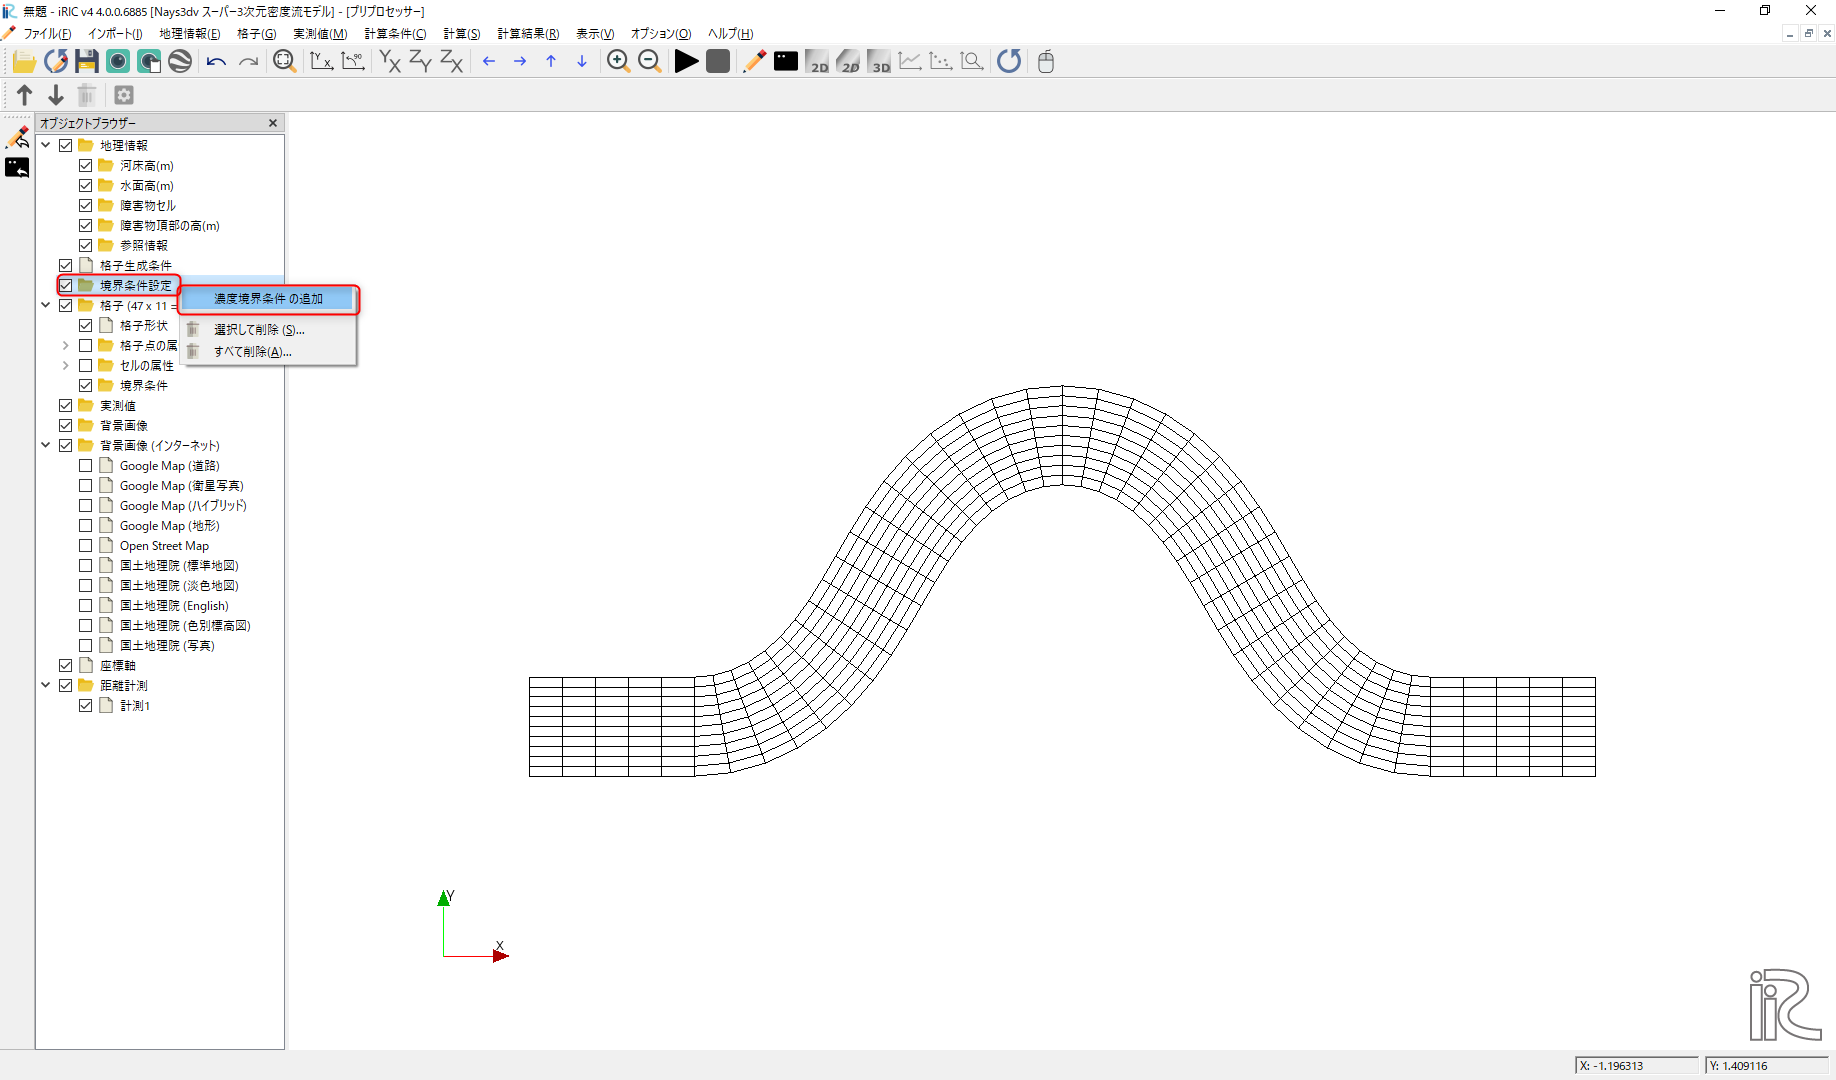 無題 - iRIC v4 4.0.0.6885 [Nays3dv スーパー3次元密度流モデル] - [プリプロセッサー]
ファイル(F) インポート(I) 地理情報(E) 格子(G) 実測値(M) 計算条件(C) 計算(S) 計算結果(R) 表示(V) オプション(O) ヘルプ(H)
オブジェクトブラウザー
地理情報
河床高(m)
水面高(m)
障害物セル
障害物頂部の高(m)
参照情報
格子生成条件
境界条件設定
濃度境界条件 の追加
格子 (47 x 11 =
格子形状
選択して削除 (S)...
格子点の属
すべて削除(A)...
セルの属性
境界条件
実測値
背景画像
背景画像 (インターネット)
Google Map (道路)
Google Map (衛星写真)
Google Map (ハイブリッド)
Google Map (地形)
Open Street Map
国土地理院 (標準地図)
国土地理院 (淡色地図)
国土地理院 (English)
国土地理院 (色別標高図)
国土地理院 (写真)
座標軸
距離計測
計測1
Y
X
iRIC
X: -1.196313
Y: 1.409116